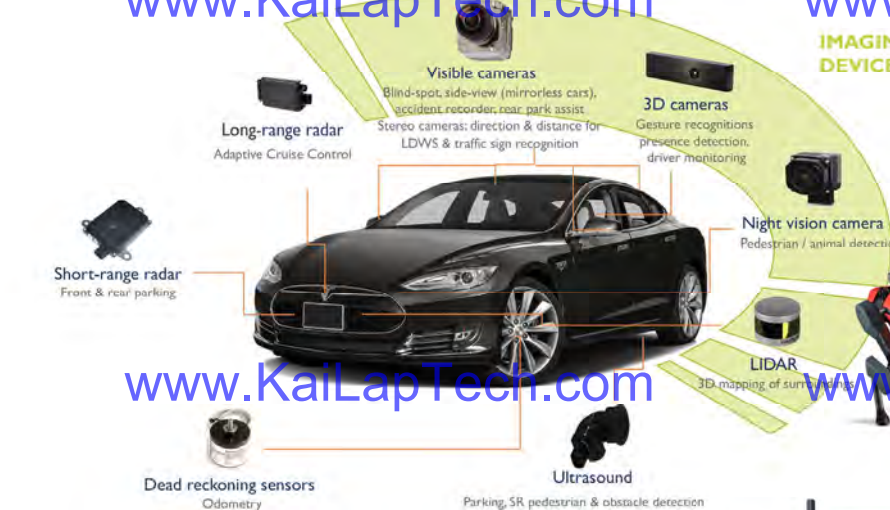 www.KaiLapTech.com
IMAGIN
DEVICE
Visible cameras
Blind-spot, side-view (mirrorless cars),
accident recorder, rear park assist
Stereo cameras: direction & distance for
LDWS & traffic sign recognition
3D cameras
Gesture recognitions
presence detection,
driver monitoring
Long-range radar
Adaptive Cruise Control
Night vision camera
Pedestrian / animal detectio
Short-range radar
Front & rear parking
LIDAR
3D mapping of surroundings
www.KaiLapTech.com
Dead reckoning sensors
Odometry
Ultrasound
Parking, SR pedestrian & obstacle detection